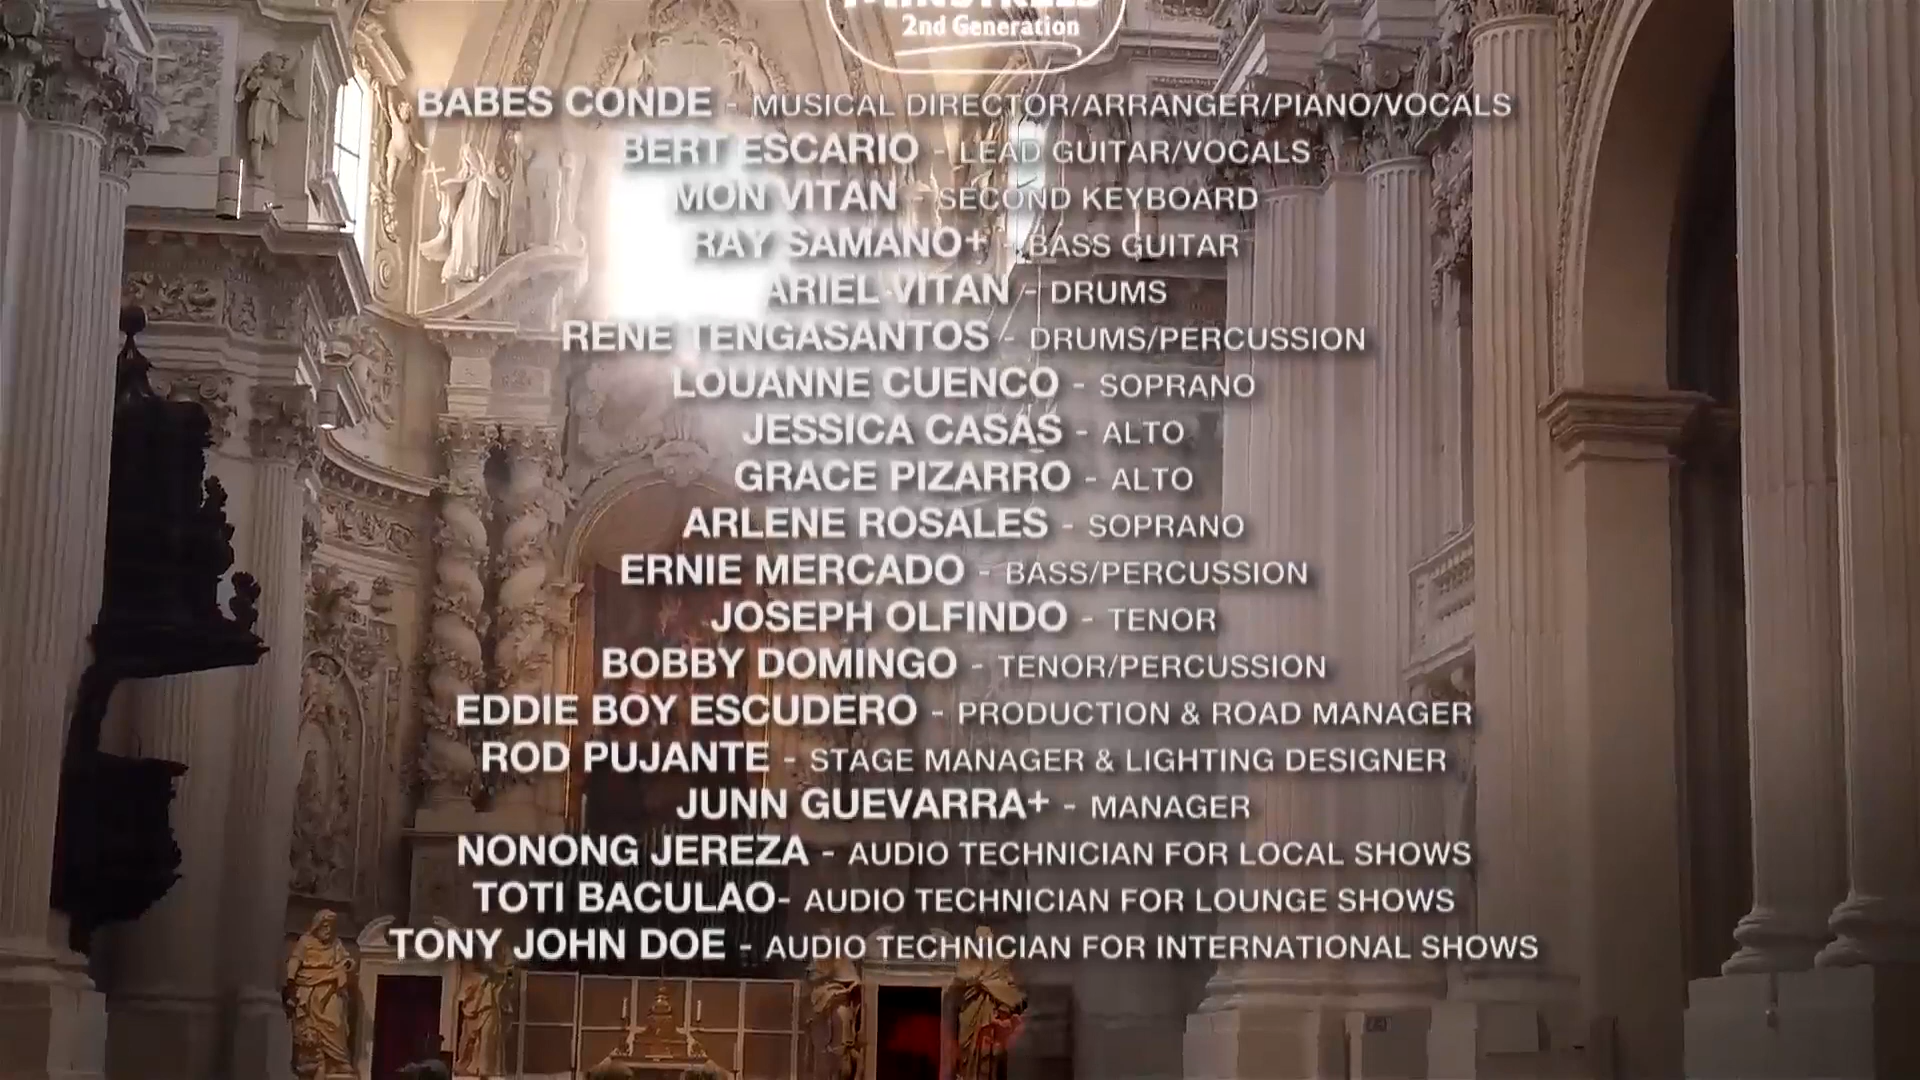 2nd Generation
BABES CONDE - MUSICAL DIRECTOR/ARRANGER/PIANO/VOCALS
BERT ESCARIO - LEAD GUITAR/VOCALS
MON VITAN - SECOND KEYBOARD
RAY SAMANO+ - BASS GUITAR
ARIEL VITAN - DRUMS
RENE TENGASANTOS - DRUMS/PERCUSSION
LOUANNE CUENCO - SOPRANO
JESSICA CASAS - ALTO
GRACE PIZARRO - ALTO
ARLENE ROSALES - SOPRANO
ERNIE MERCADO - BASS/PERCUSSION
JOSEPH OLFINDO - TENOR
BOBBY DOMINGO - TENOR/PERCUSSION
EDDIE BOY ESCUDERO - PRODUCTION & ROAD MANAGER
ROD PUJANTE - STAGE MANAGER & LIGHTING DESIGNER
JUNN GUEVARRA+ - MANAGER
NONONG JEREZA - AUDIO TECHNICIAN FOR LOCAL SHOWS
TOTI BACULAO- AUDIO TECHNICIAN FOR LOUNGE SHOWS
TONY JOHN DOE - AUDIO TECHNICIAN FOR INTERNATIONAL SHOWS